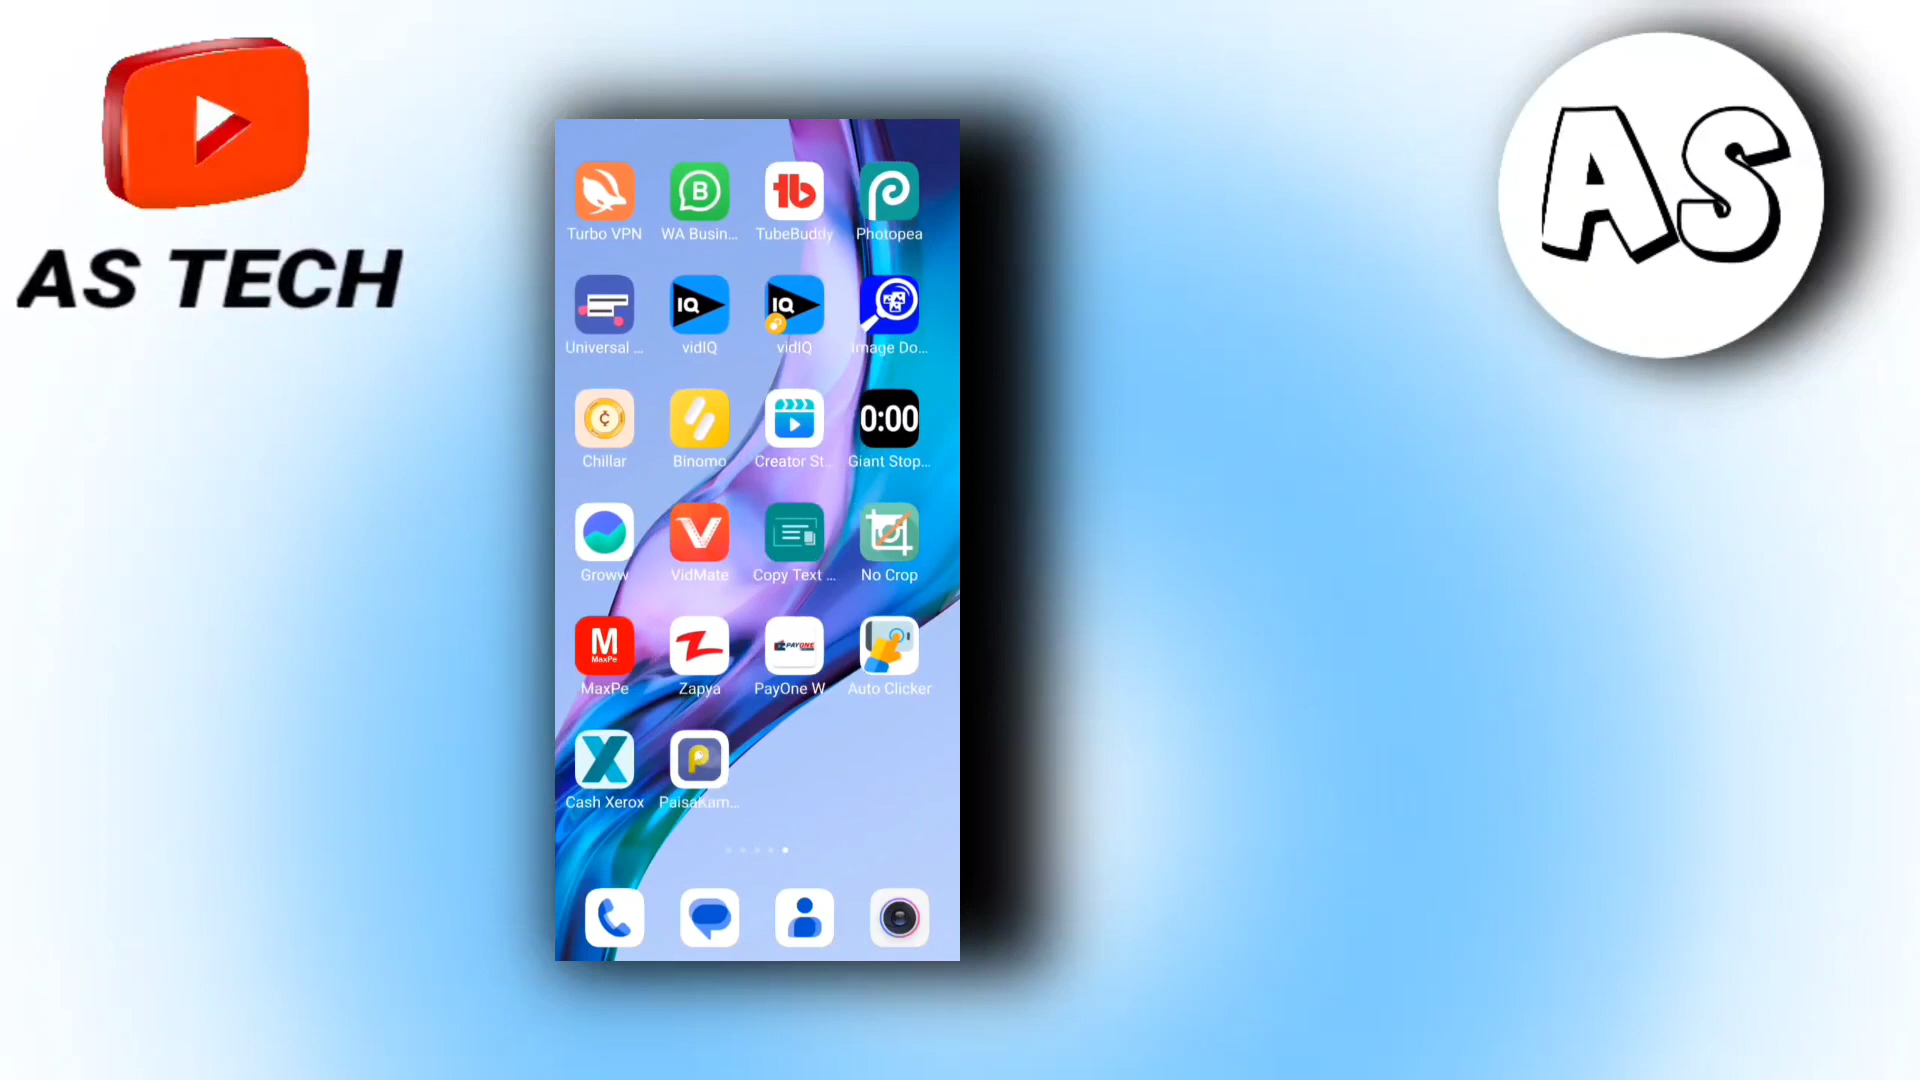 AS TECH
AS
Turbo VPN WA Busin... TubeBuddy Photopea
Universal ... vidIQ vidIQ Image Do...
Chillar Binomo Creator St... Giant Stop...
0:00
Groww VidMate Copy Text ... No Crop
M
MaxPe
PAYONE
MaxPe Zapya PayOne W Auto Clicker
Cash Xerox PaisaKam...